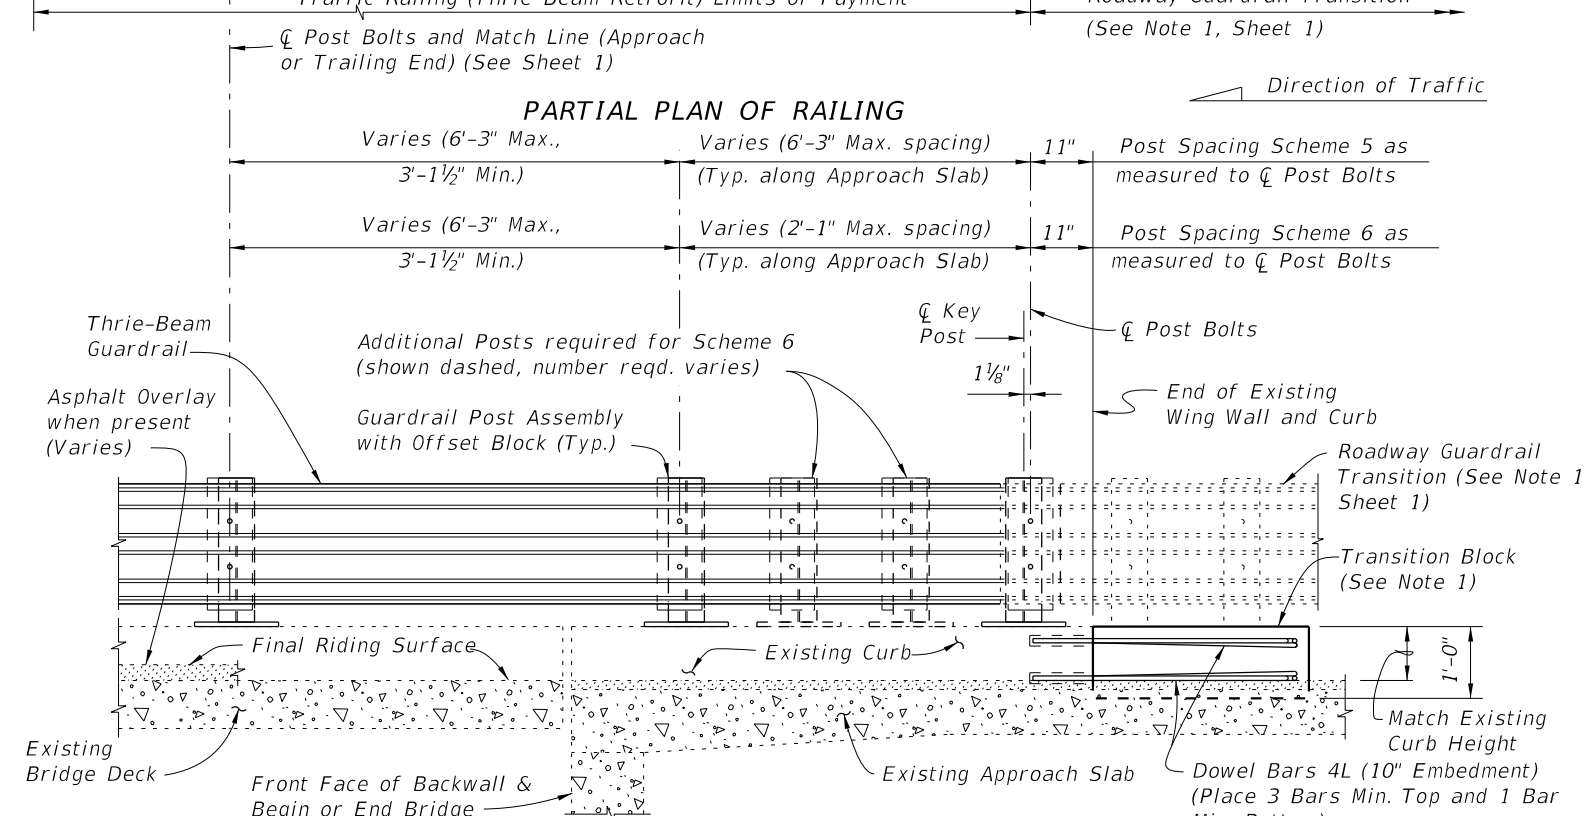 Traffic Railing (Thrie-Beam Retrofit) Limits of Payment
Roadway Guardrail Transition
(See Note 1, Sheet 1)
℄ Post Bolts and Match Line (Approach
or Trailing End) (See Sheet 1)
Direction of Traffic
PARTIAL PLAN OF RAILING
Varies (6'-3" Max.,
3'-1½" Min.)
Varies (6'-3" Max. spacing)
(Typ. along Approach Slab)
11"
Post Spacing Scheme 5 as
measured to ℄ Post Bolts
Varies (6'-3" Max.,
3'-1½" Min.)
Varies (2'-1" Max. spacing)
(Typ. along Approach Slab)
11"
Post Spacing Scheme 6 as
measured to ℄ Post Bolts
℄ Key
Post
℄ Post Bolts
Thrie-Beam
Guardrail
Additional Posts required for Scheme 6
(shown dashed, number reqd. varies)
1⅛"
Asphalt Overlay
when present
(Varies)
Guardrail Post Assembly
with Offset Block (Typ.)
End of Existing
Wing Wall and Curb
Roadway Guardrail
Transition (See Note 1
Sheet 1)
Transition Block
(See Note 1)
Final Riding Surface
Existing Curb
1'-0"
Match Existing
Curb Height
Existing
Bridge Deck
Front Face of Backwall &
Begin or End Bridge
Existing Approach Slab
Dowel Bars 4L (10" Embedment)
(Place 3 Bars Min. Top and 1 Bar